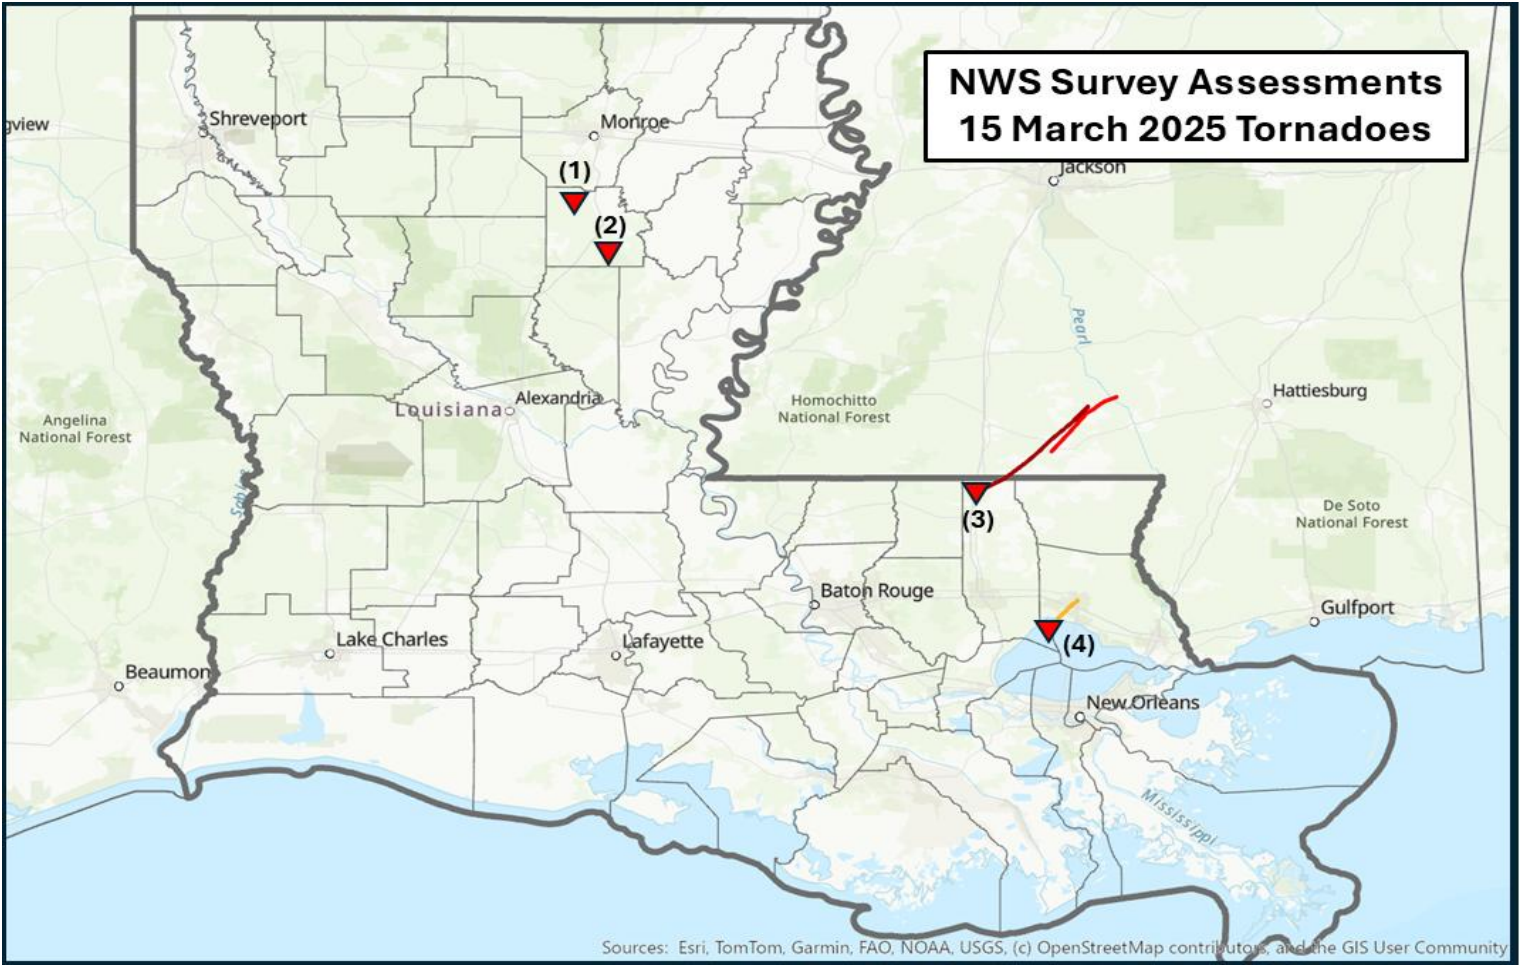 NWS Survey Assessments
15 March 2025 Tornadoes
gview
Shreveport
Monroe
Jackson
(1)
(2)
Pearl
Angelina
National Forest
Louisiana
Alexandria
Homochitto
National Forest
Hattiesburg
Sabine
(3)
De Soto
National Forest
Baton Rouge
Gulfport
Lake Charles
Lafayette
(4)
Beaumon
New Orleans
Mississippi
Sources: Esri, TomTom, Garmin, FAO, NOAA, USGS, (c) OpenStreetMap contributors, and the GIS User Community